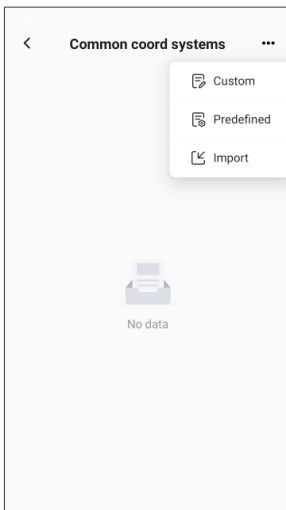 Common coord systems
Custom
Predefined
Import
No data